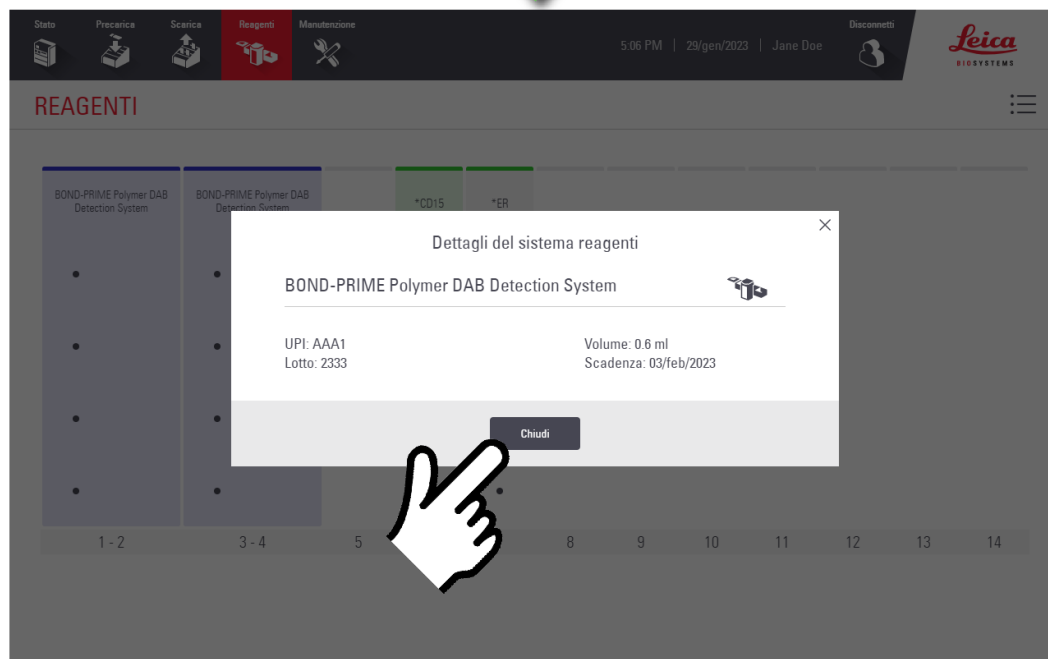 Stato Precarica Scarica Reagenti Manutenzione Disconnetti
5:06 PM | 29/gen/2023 | Jane Doe
Leica
BIOSYSTEMS
REAGENTI
BOND-PRIME Polymer DAB
Detection System
BOND-PRIME Polymer DAB
Detection System
*CD15 *ER
Dettagli del sistema reagenti
BOND-PRIME Polymer DAB Detection System
UPI: AAA1 Volume: 0.6 ml
Lotto: 2333 Scadenza: 03/feb/2023
Chiudi
1 - 2 3 - 4 5 8 9 10 11 12 13 14